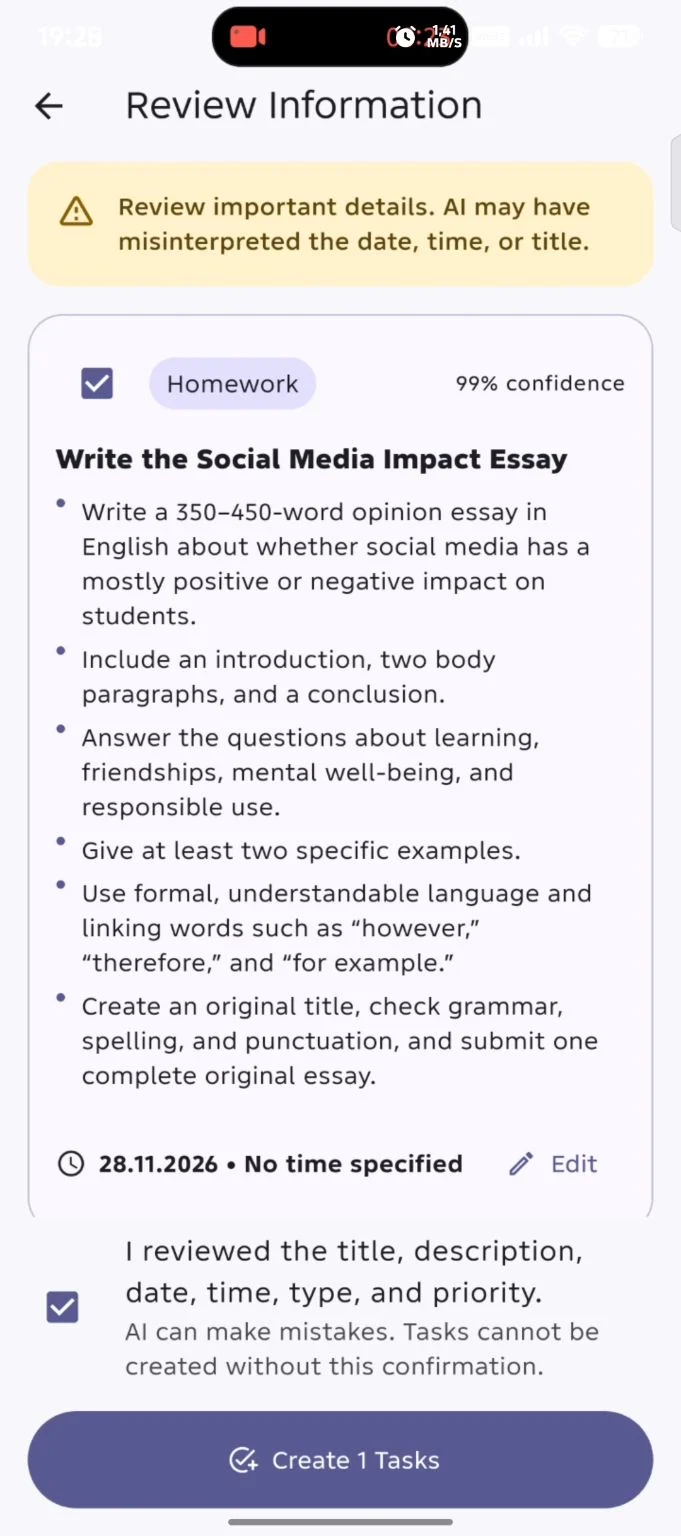 19:26
1,41
MB/S
Review Information
Review important details. AI may have
misinterpreted the date, time, or title.
Homework
99% confidence
Write the Social Media Impact Essay
• Write a 350–450-word opinion essay in
English about whether social media has a
mostly positive or negative impact on
students.
• Include an introduction, two body
paragraphs, and a conclusion.
• Answer the questions about learning,
friendships, mental well-being, and
responsible use.
• Give at least two specific examples.
• Use formal, understandable language and
linking words such as “however,”
“therefore,” and “for example.”
• Create an original title, check grammar,
spelling, and punctuation, and submit one
complete original essay.
28.11.2026 • No time specified
Edit
I reviewed the title, description,
date, time, type, and priority.
AI can make mistakes. Tasks cannot be
created without this confirmation.
Create 1 Tasks